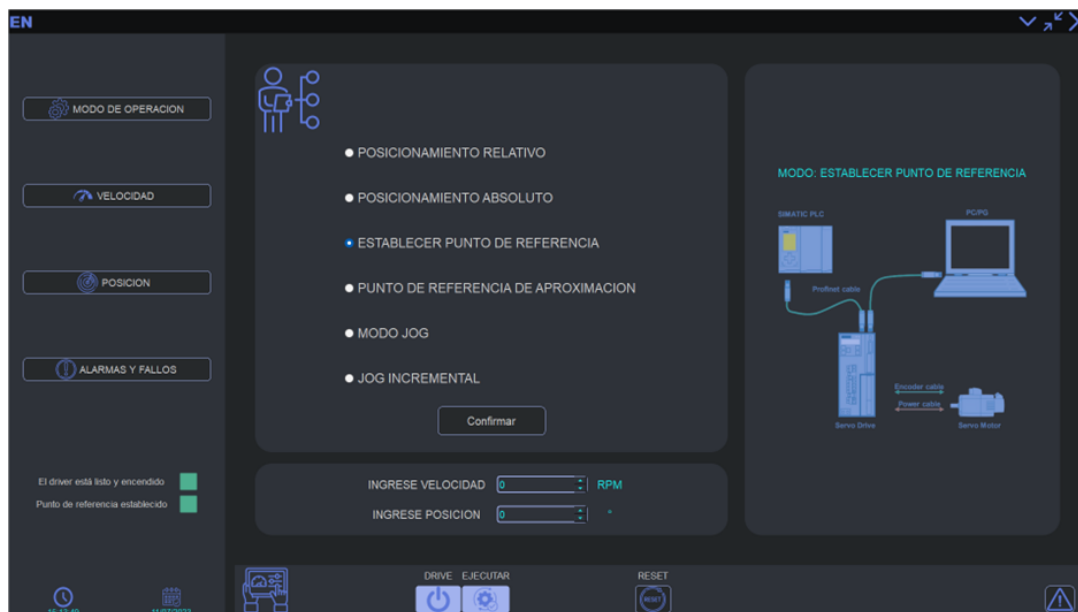 EN
MODO DE OPERACION
VELOCIDAD
POSICION
ALARMAS Y FALLOS
El driver está listo y encendido
Punto de referencia establecido
POSICIONAMIENTO RELATIVO
POSICIONAMIENTO ABSOLUTO
ESTABLECER PUNTO DE REFERENCIA
PUNTO DE REFERENCIA DE APROXIMACION
MODO JOG
JOG INCREMENTAL
Confirmar
INGRESE VELOCIDAD 0 RPM
INGRESE POSICION 0 °
MODO: ESTABLECER PUNTO DE REFERENCIA
SIMATIC PLC
PC/PG
Profinet cable
Encoder cable
Power cable
Servo Drive
Servo Motor
DRIVE EJECUTAR
RESET
RESET